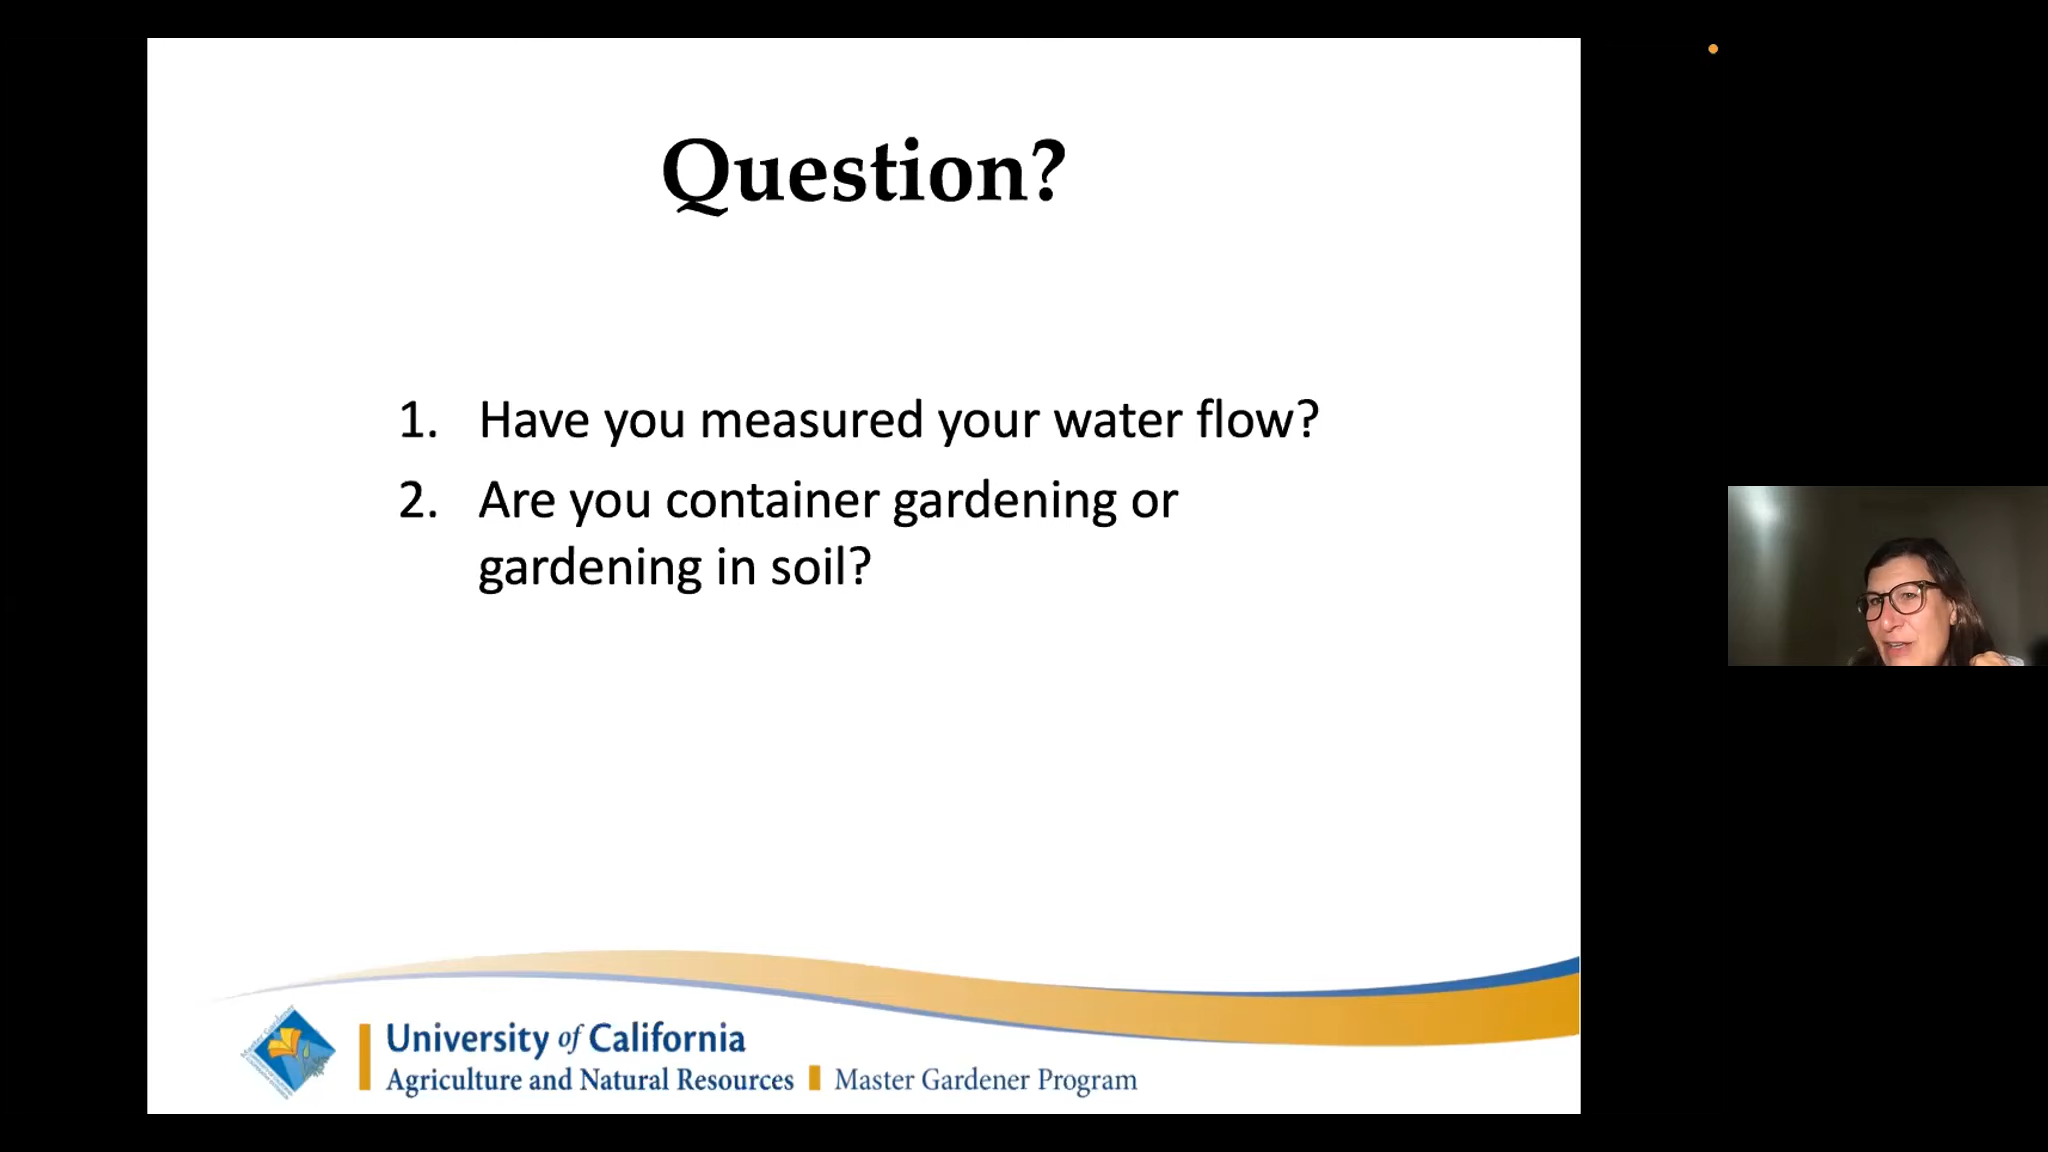 Question?
1. Have you measured your water flow?
2. Are you container gardening or
gardening in soil?
University of California
Agriculture and Natural Resources Master Gardener Program